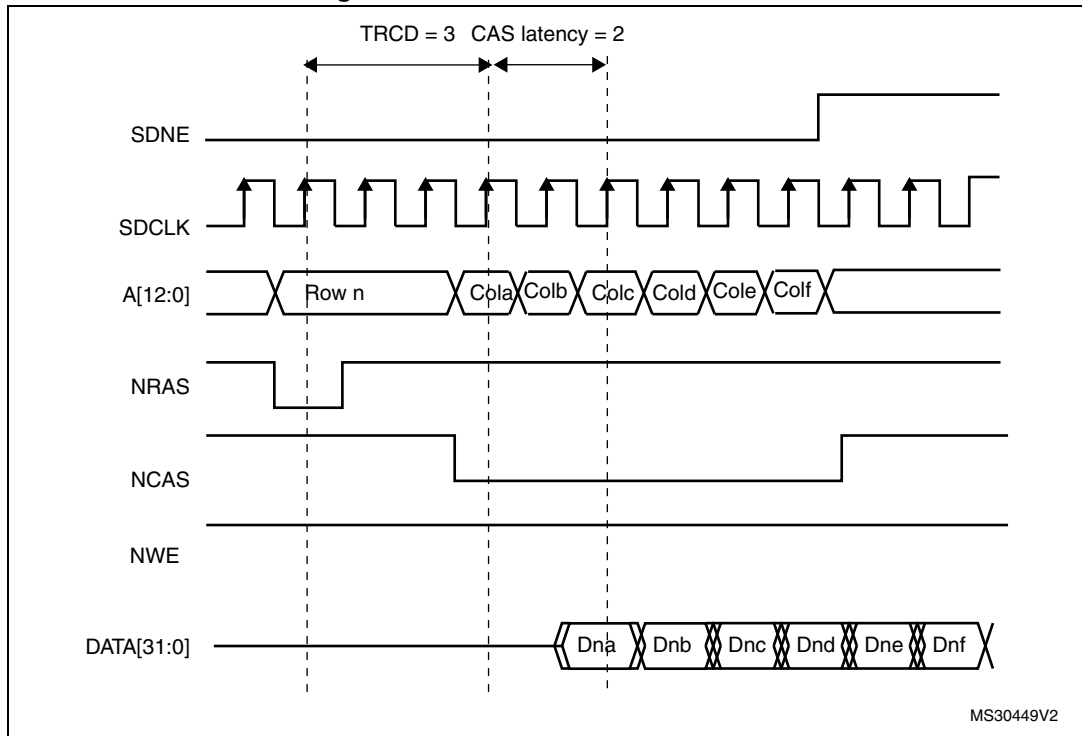 TRCD = 3 CAS latency = 2
SDNE
SDCLK
A[12:0] Row n Cola Colb Colc Cold Cole Colf
NRAS
NCAS
NWE
DATA[31:0] Dna Dnb Dnc Dnd Dne Dnf
MS30449V2